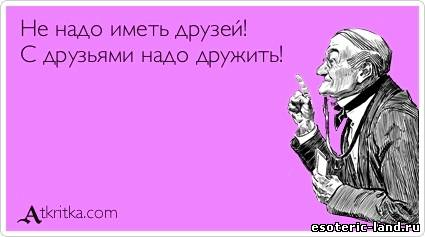 Не надо иметь друзей!
С друзьями надо дружить!
Atkritka.com
esoteric-land.ru